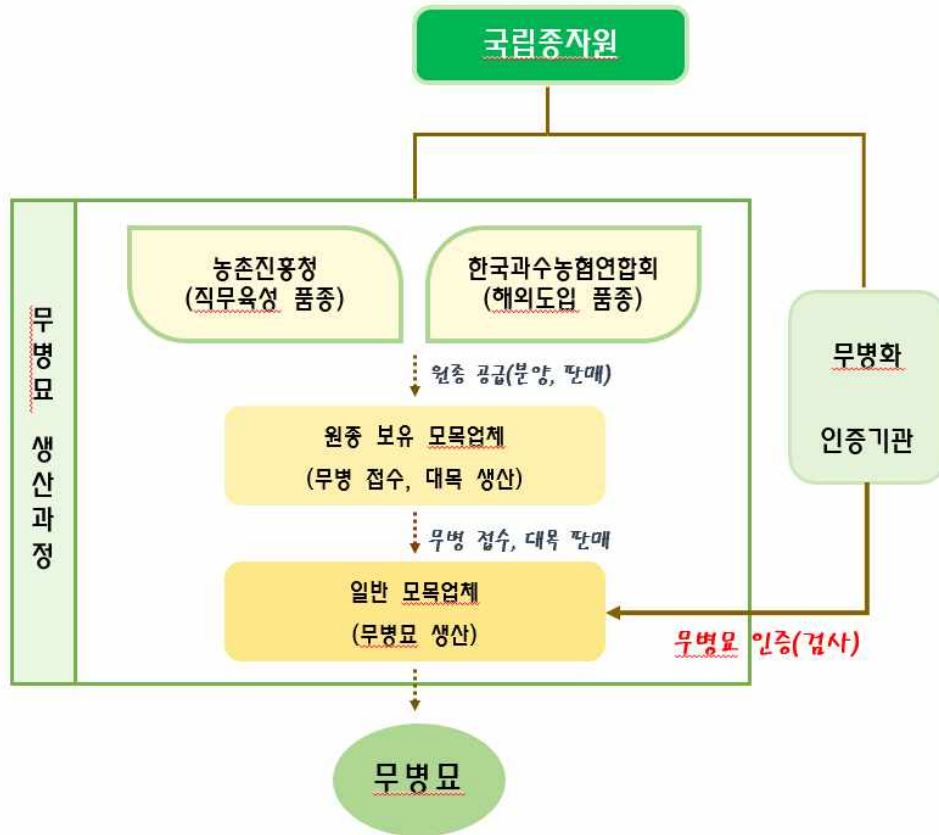 국립종자원
무병묘 생산과정
농촌진흥청
(직무육성 품종)
한국과수농협연합회
(해외도입 품종)
원종 공급(분양, 판매)
원종 보유 모목업체
(무병 접수, 대목 생산)
무병 접수, 대목 판매
일반 모목업체
(무병묘 생산)
무병화
인증기관
무병묘 인증(검사)
무병묘